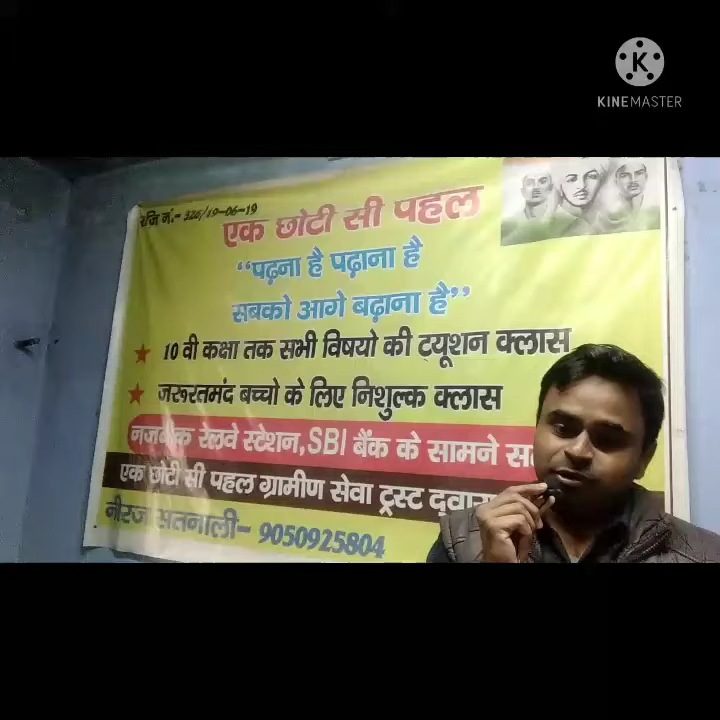 KINEMASTER
रजि नं.- /19-06-19
एक छोटी सी पहल
“पढ़ना है पढ़ाना है
सबको आगे बढ़ाना है”
10 वी कक्षा तक सभी विषयो की ट्यूशन क्लास
जरूरतमंद बच्चो के लिए निशुल्क क्लास
नजदीक रेलवे स्टेशन,SBI बैंक के सामने
एक छोटी सी पहल ग्रामीण सेवा ट्रस्ट
नीरज सतनाली- 9050925804